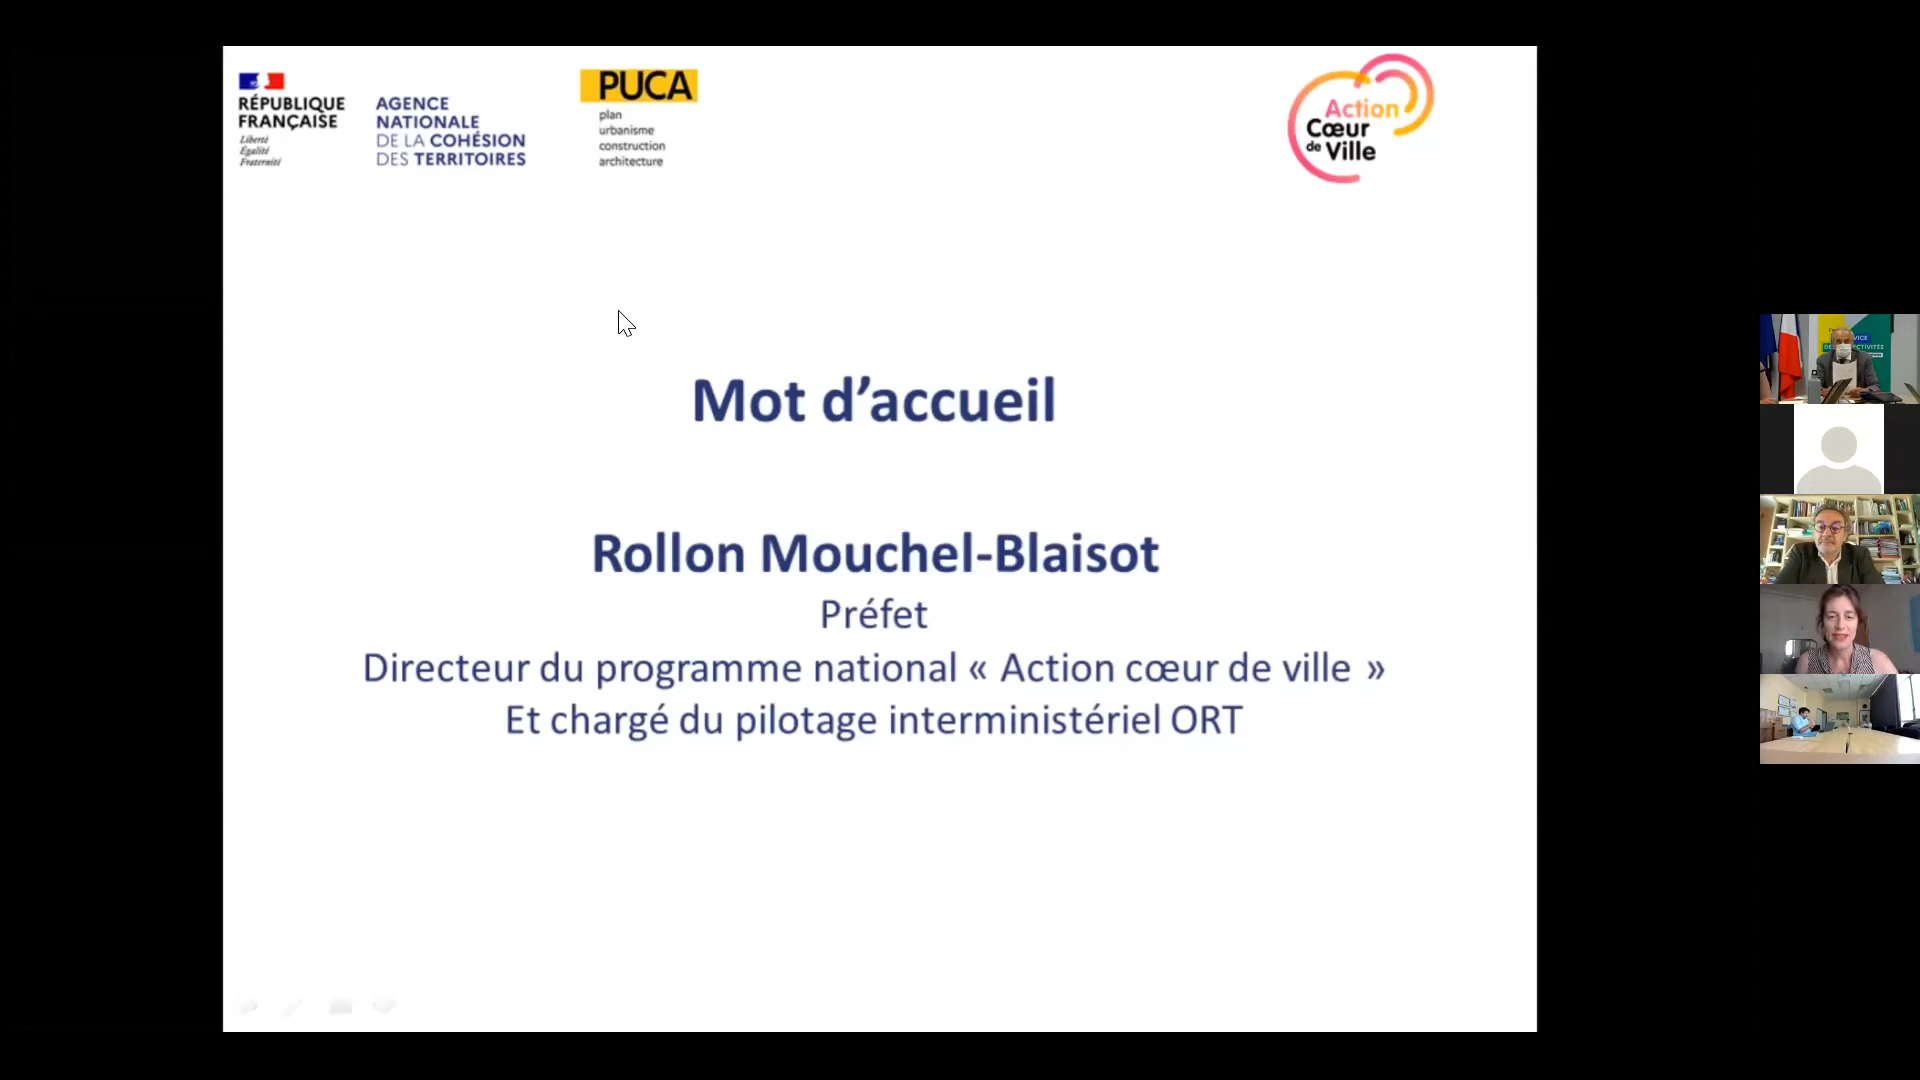 RÉPUBLIQUE
FRANÇAISE
Liberté
Égalité
Fraternité
AGENCE
NATIONALE
DE LA COHÉSION
DES TERRITOIRES
PUCA
plan
urbanisme
construction
architecture
Action
Cœur
de Ville
Mot d’accueil
Rollon Mouchel-Blaisot
Préfet
Directeur du programme national « Action cœur de ville »
Et chargé du pilotage interministériel ORT